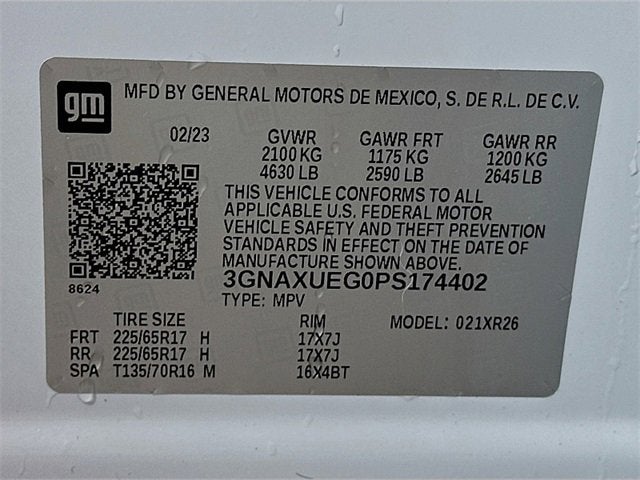 gm
MFD BY GENERAL MOTORS DE MEXICO, S. DE R.L. DE C.V.
02/23 GVWR GAWR FRT GAWR RR
2100 KG 1175 KG 1200 KG
4630 LB 2590 LB 2645 LB
THIS VEHICLE CONFORMS TO ALL
APPLICABLE U.S. FEDERAL MOTOR
VEHICLE SAFETY AND THEFT PREVENTION
STANDARDS IN EFFECT ON THE DATE OF
MANUFACTURE SHOWN ABOVE.
8624
3GNAXUEG0PS174402
TYPE: MPV
TIRE SIZE RIM MODEL: 021XR26
FRT 225/65R17 H 17X7J
RR 225/65R17 H 17X7J
SPA T135/70R16 M 16X4BT